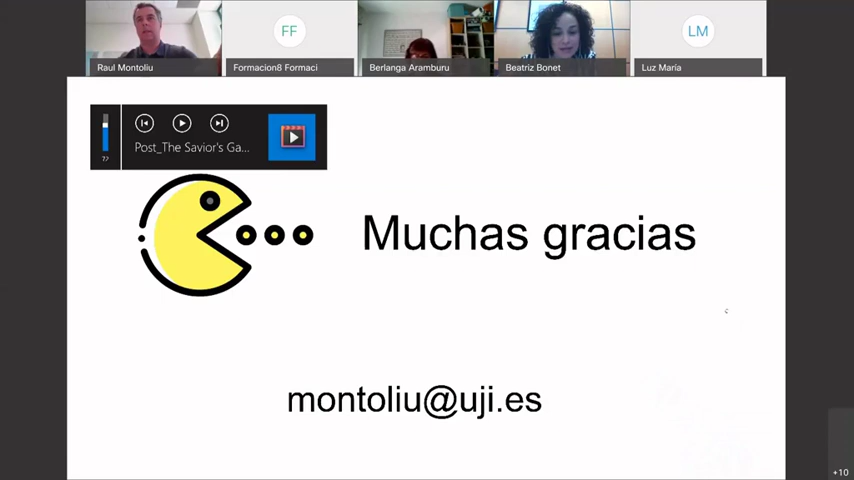 FF
LM
Raul Montoliu
Formacion8 Formaci
Berlanga Aramburu
Beatriz Bonet
Luz María
Post_The Savior's Ga...
Muchas gracias
montoliu@uji.es
+10